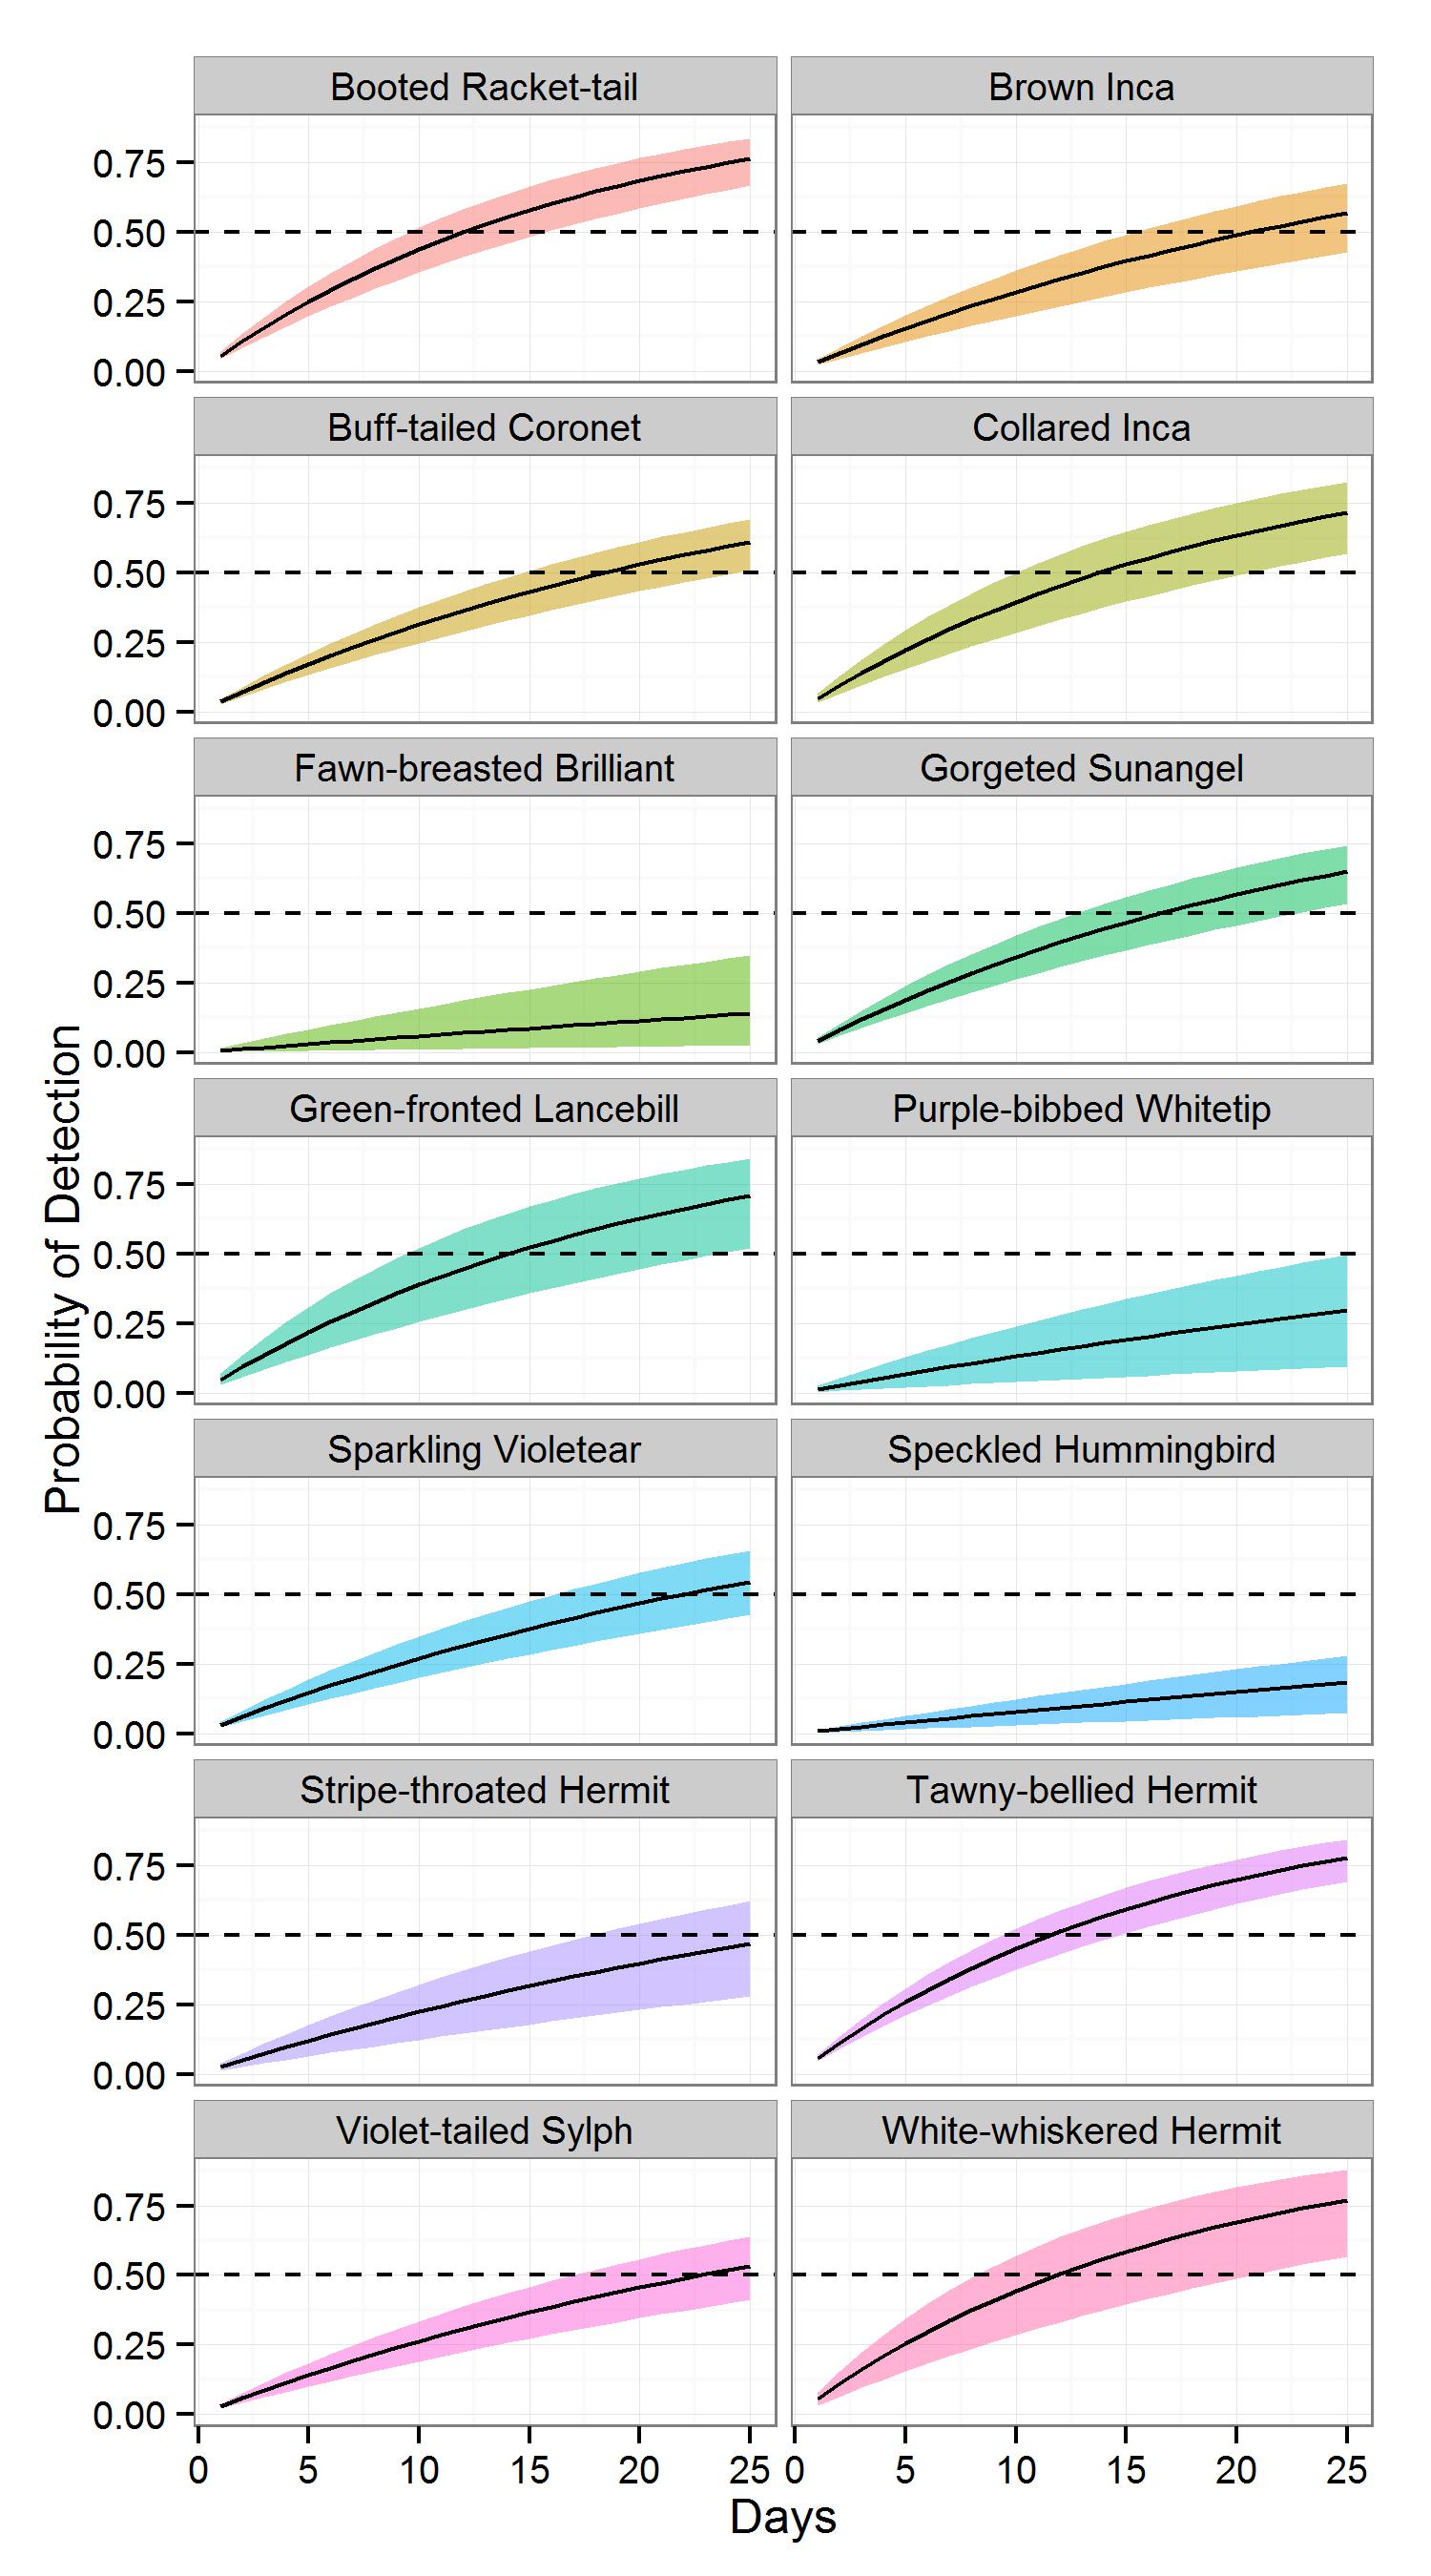 Booted Racket-tail Brown Inca
0.75
0.50
0.25
0.00
Buff-tailed Coronet Collared Inca
0.75
0.50
0.25
0.00
Fawn-breasted Brilliant Gorgeted Sunangel
0.75
0.50
0.25
0.00
Green-fronted Lancebill Purple-bibbed Whitetip
0.75
0.50
0.25
0.00
Probability of Detection
Sparkling Violetear Speckled Hummingbird
0.75
0.50
0.25
0.00
Stripe-throated Hermit Tawny-bellied Hermit
0.75
0.50
0.25
0.00
Violet-tailed Sylph White-whiskered Hermit
0.75
0.50
0.25
0.00
0 5 10 15 20 25 0 5 10 15 20 25
Days